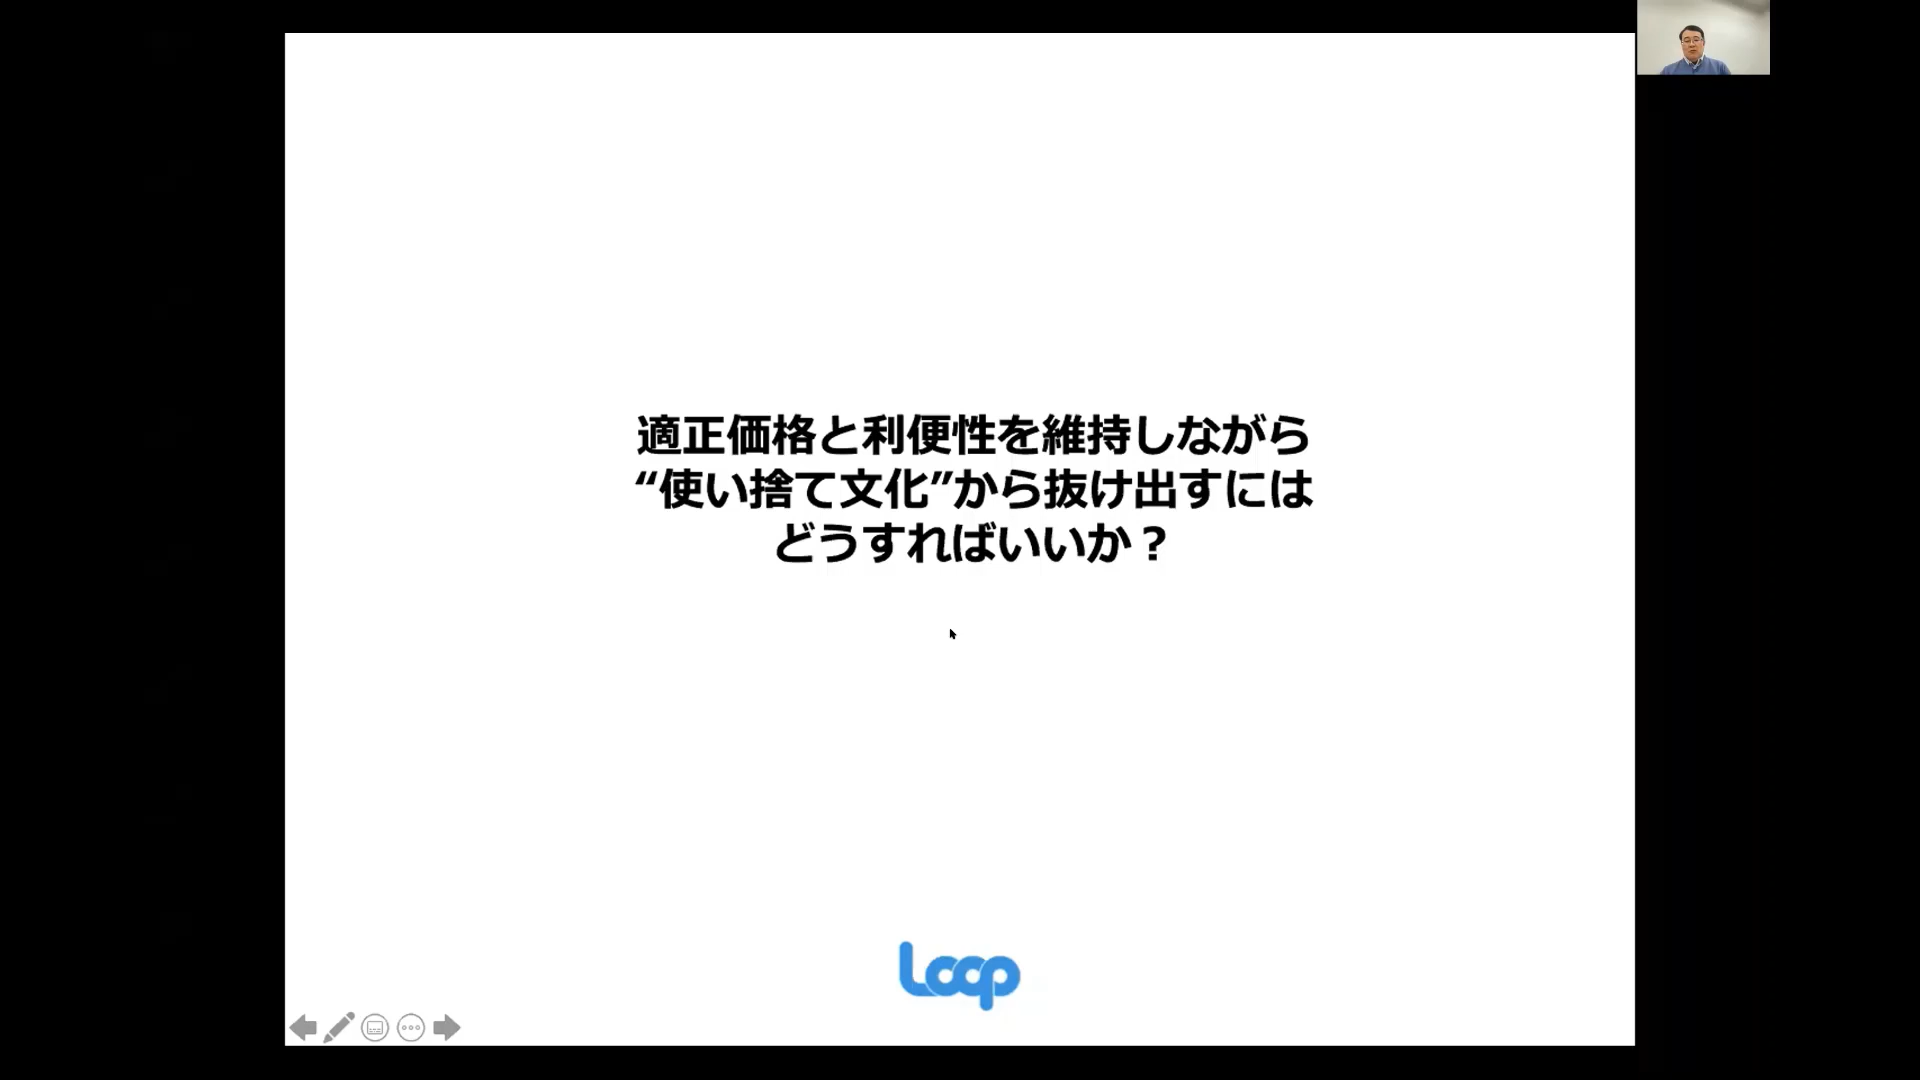 適正価格と利便性を維持しながら
“使い捨て文化”から抜け出すには
どうすればいいか？
Loop